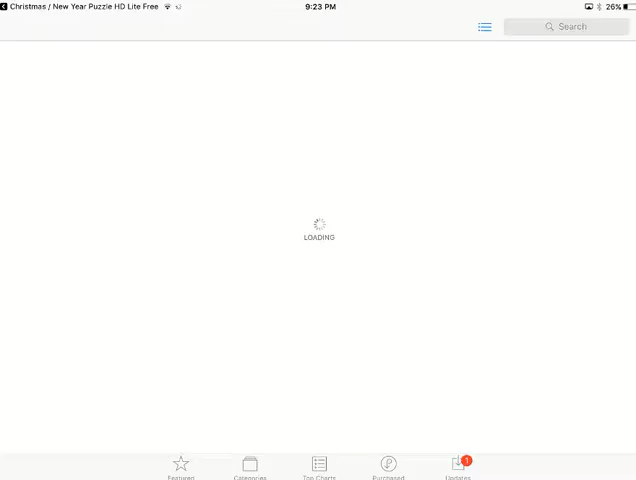 Christmas / New Year Puzzle HD Lite Free
9:23 PM
26%
Search
LOADING
1
Featured
Categories
Top Charts
Purchased
Updates